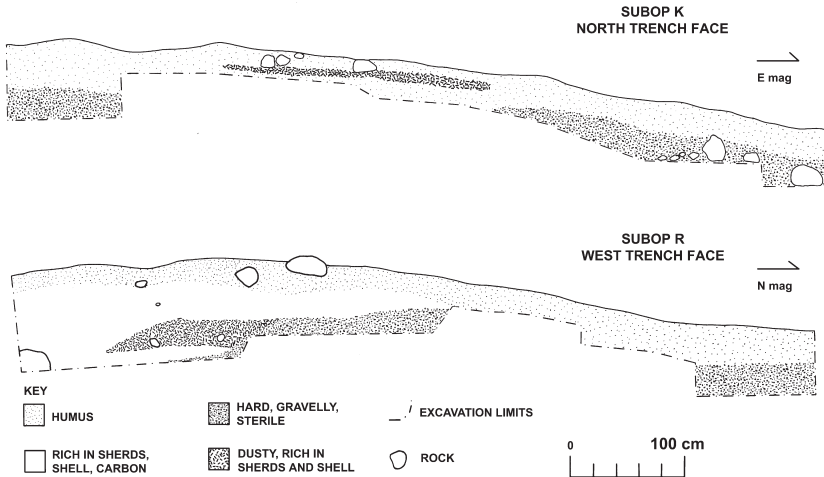 SUBOP K
NORTH TRENCH FACE
E mag
SUBOP R
WEST TRENCH FACE
N mag
KEY
HUMUS
HARD, GRAVELLY,
STERILE
EXCAVATION LIMITS
RICH IN SHERDS,
SHELL, CARBON
DUSTY, RICH IN
SHERDS AND SHELL
ROCK
0 100 cm